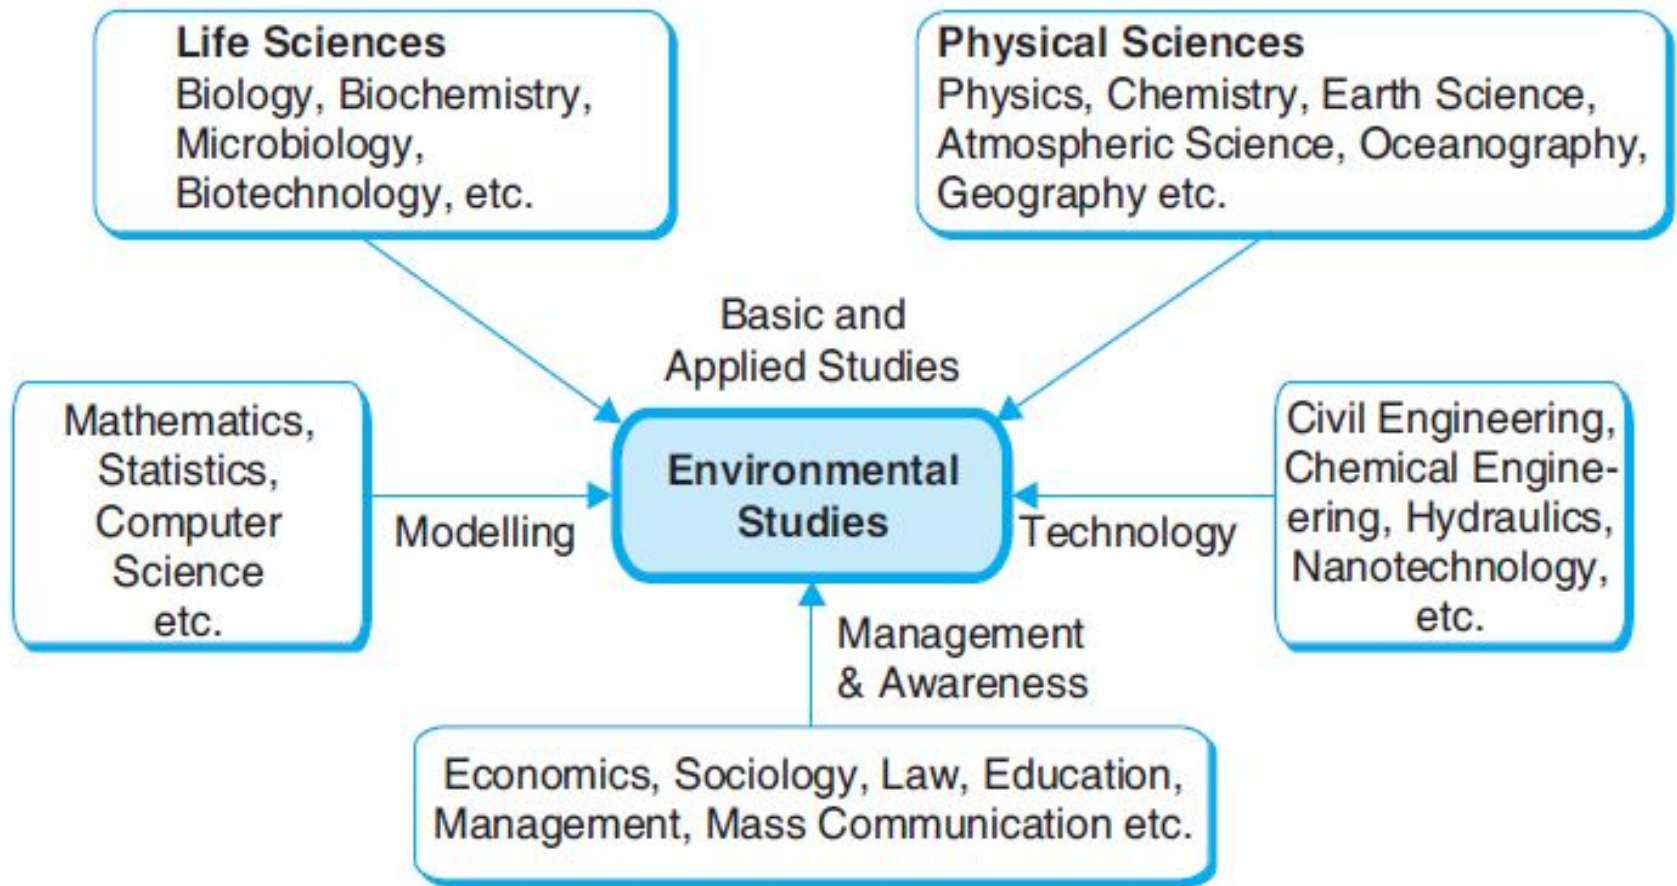 Life Sciences
Biology, Biochemistry,
Microbiology,
Biotechnology, etc.
Physical Sciences
Physics, Chemistry, Earth Science,
Atmospheric Science, Oceanography,
Geography etc.
Basic and
Applied Studies
Mathematics,
Statistics,
Computer
Science
etc.
Modelling
Environmental
Studies
Technology
Civil Engineering,
Chemical Engine-
ering, Hydraulics,
Nanotechnology,
etc.
Management
& Awareness
Economics, Sociology, Law, Education,
Management, Mass Communication etc.